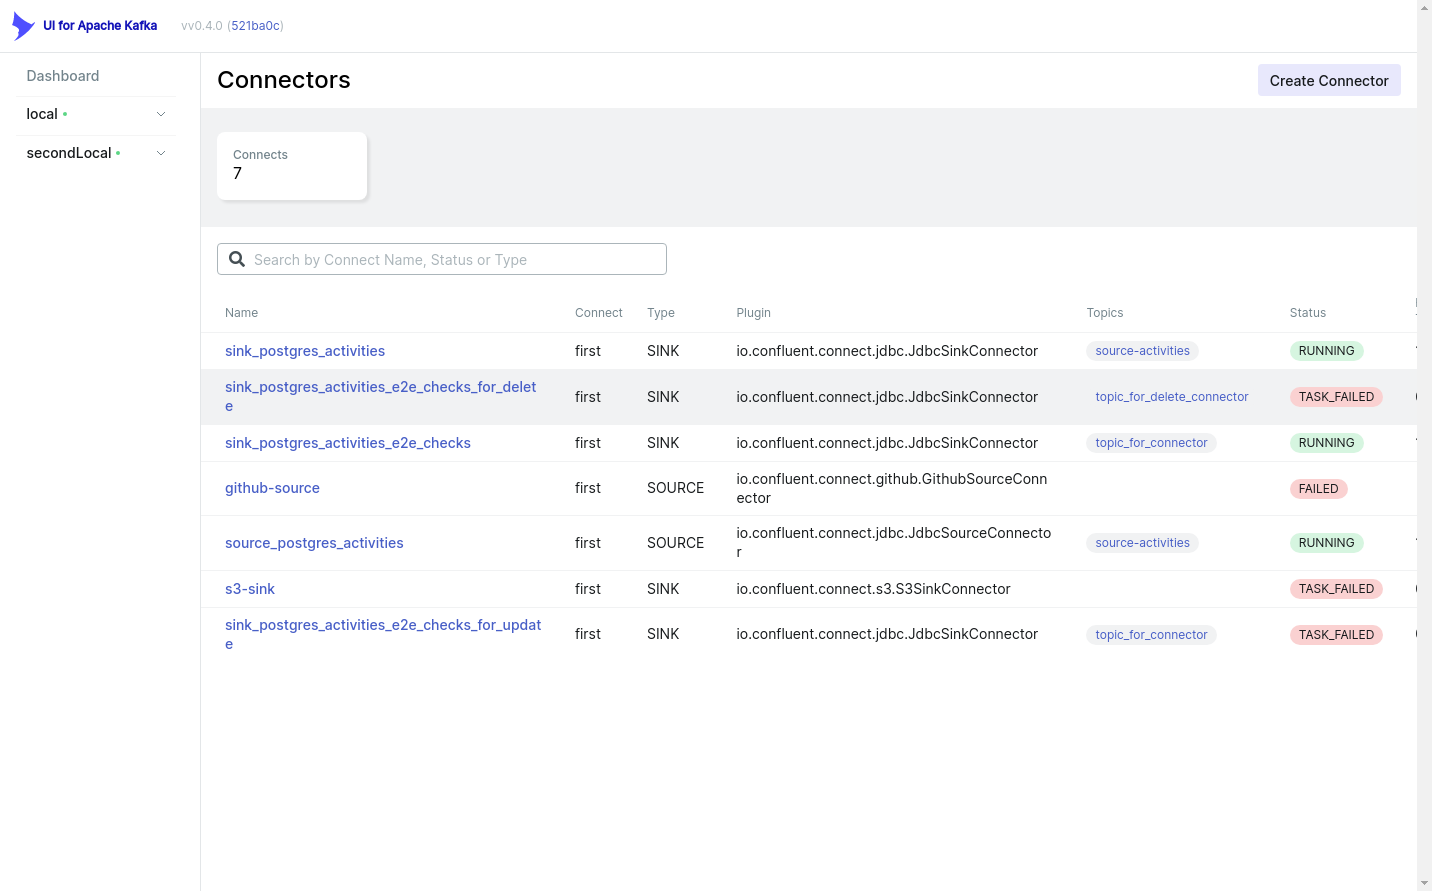 UI for Apache Kafka vv0.4.0 (521ba0c)
Dashboard
local
secondLocal
Connectors
Create Connector
Connects
7
Search by Connect Name, Status or Type
Name Connect Type Plugin Topics Status
sink_postgres_activities first SINK io.confluent.connect.jdbc.JdbcSinkConnector source-activities RUNNING
sink_postgres_activities_e2e_checks_for_delet
e first SINK io.confluent.connect.jdbc.JdbcSinkConnector topic_for_delete_connector TASK_FAILED
sink_postgres_activities_e2e_checks first SINK io.confluent.connect.jdbc.JdbcSinkConnector topic_for_connector RUNNING
github-source first SOURCE io.confluent.connect.github.GithubSourceConn
ector FAILED
source_postgres_activities first SOURCE io.confluent.connect.jdbc.JdbcSourceConnecto
r source-activities RUNNING
s3-sink first SINK io.confluent.connect.s3.S3SinkConnector TASK_FAILED
sink_postgres_activities_e2e_checks_for_updat
e first SINK io.confluent.connect.jdbc.JdbcSinkConnector topic_for_connector TASK_FAILED